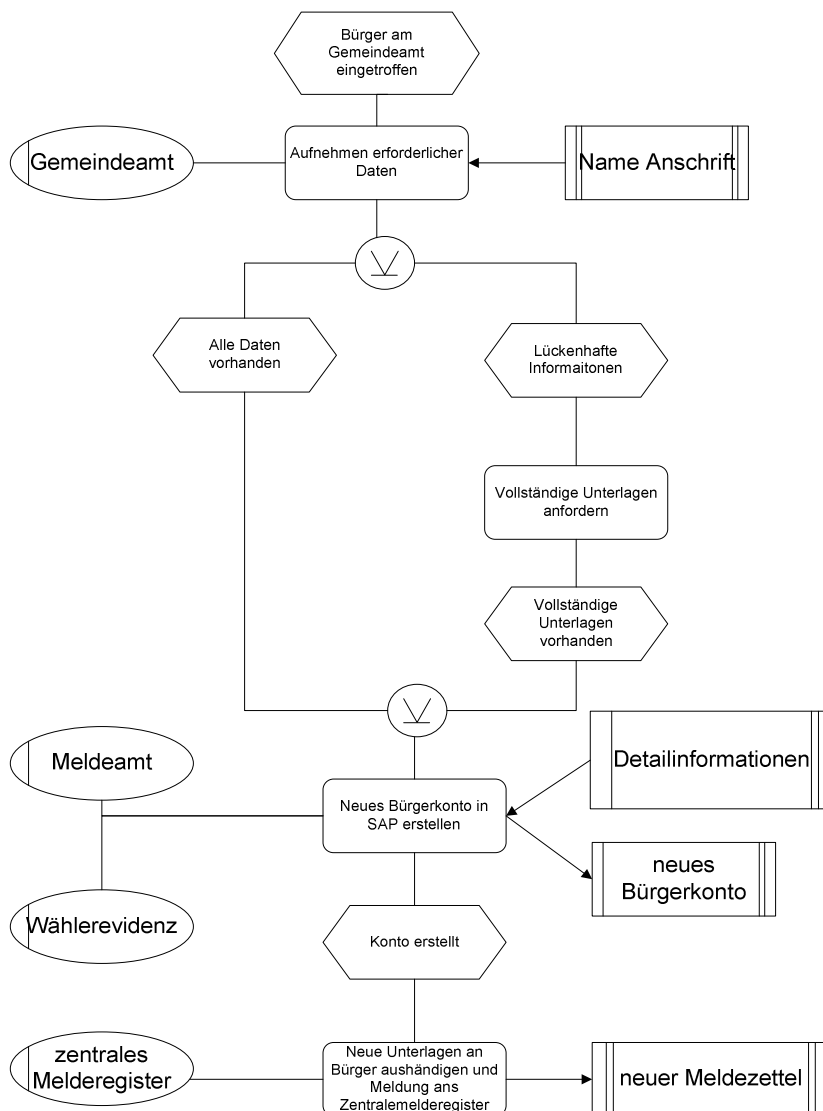 Bürger am
Gemeindeamt
eingetroffen
Gemeindeamt
Aufnehmen erforderlicher
Daten
Name Anschrift
Alle Daten
vorhanden
Lückenhafte
Informaitonen
Vollständige Unterlagen
anfordern
Vollständige
Unterlagen
vorhanden
Meldeamt
Detailinformationen
Neues Bürgerkonto in
SAP erstellen
neues
Bürgerkonto
Wählerevidenz
Konto erstellt
zentrales
Melderegister
Neue Unterlagen an
Bürger aushändigen und
Meldung ans
Zentralemelderegister
neuer Meldezettel